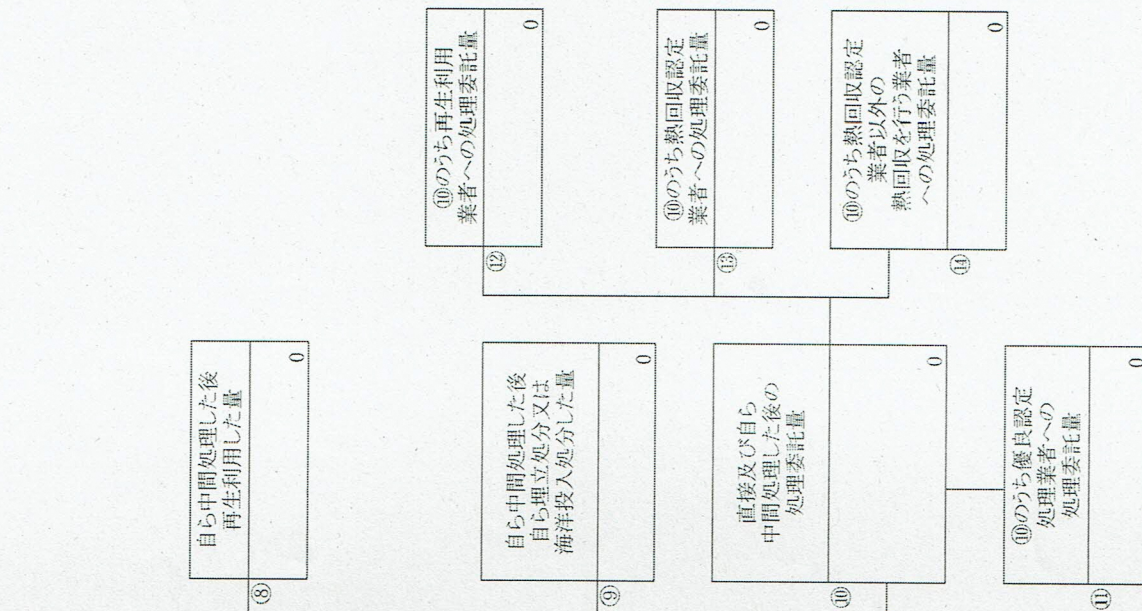 ⑧
自ら中間処理した後
再生利用した量
0
⑨
自ら中間処理した後
自ら埋立処分又は
海洋投入処分した量
0
⑩
直接及び自ら
中間処理した後の
処理委託量
0
⑪
⑩のうち優良認定
処理業者への
処理委託量
0
⑫
⑩のうち再生利用
業者への処理委託量
0
⑬
⑩のうち熱回収認定
業者への処理委託量
0
⑭
⑩のうち熱回収認定
業者以外の
熱回収を行う業者
への処理委託量
0